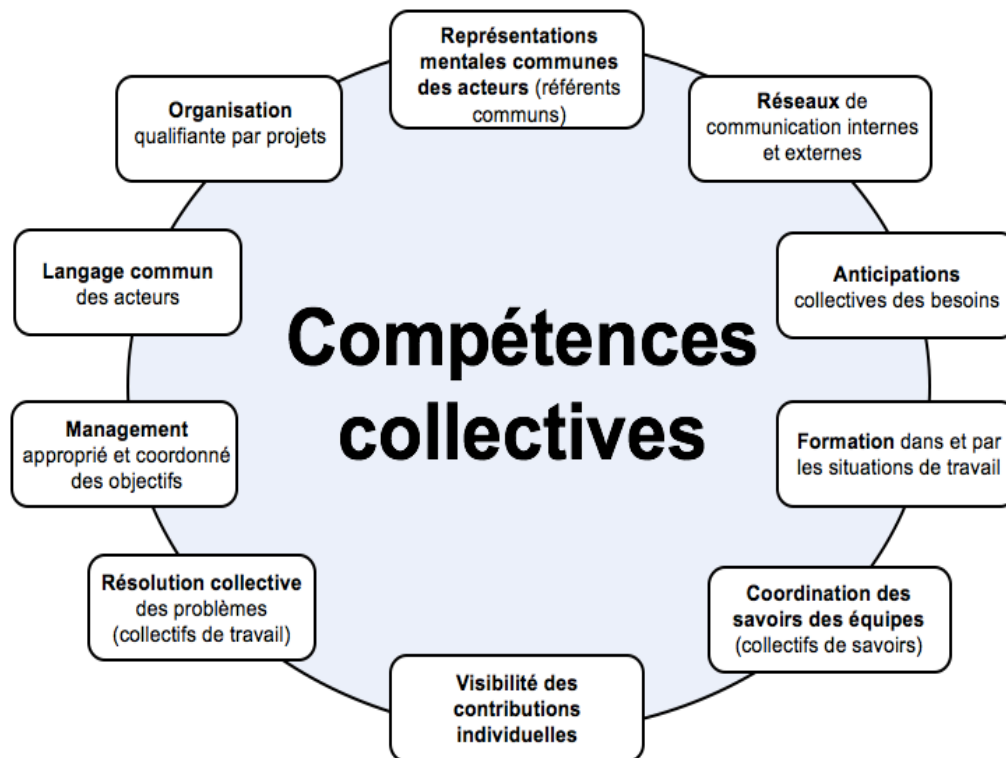 Représentations
mentales communes
des acteurs (référents
communs)
Organisation
qualifiante par projets
Réseaux de
communication internes
et externes
Langage commun
des acteurs
Anticipations
collectives des besoins
Compétences
collectives
Management
approprié et coordonné
des objectifs
Formation dans et par
les situations de travail
Résolution collective
des problèmes
(collectifs de travail)
Coordination des
savoirs des équipes
(collectifs de savoirs)
Visibilité des
contributions
individuelles